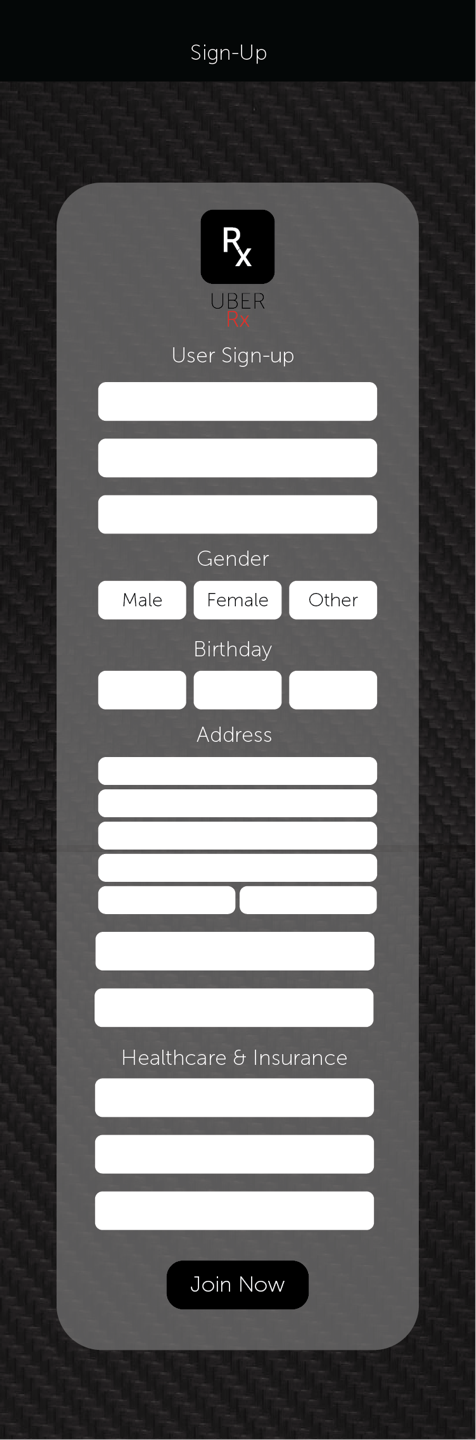 Sign-Up
Rx
UBER
Rx
User Sign-up
Gender
Male Female Other
Birthday
Address
Healthcare & Insurance
Join Now